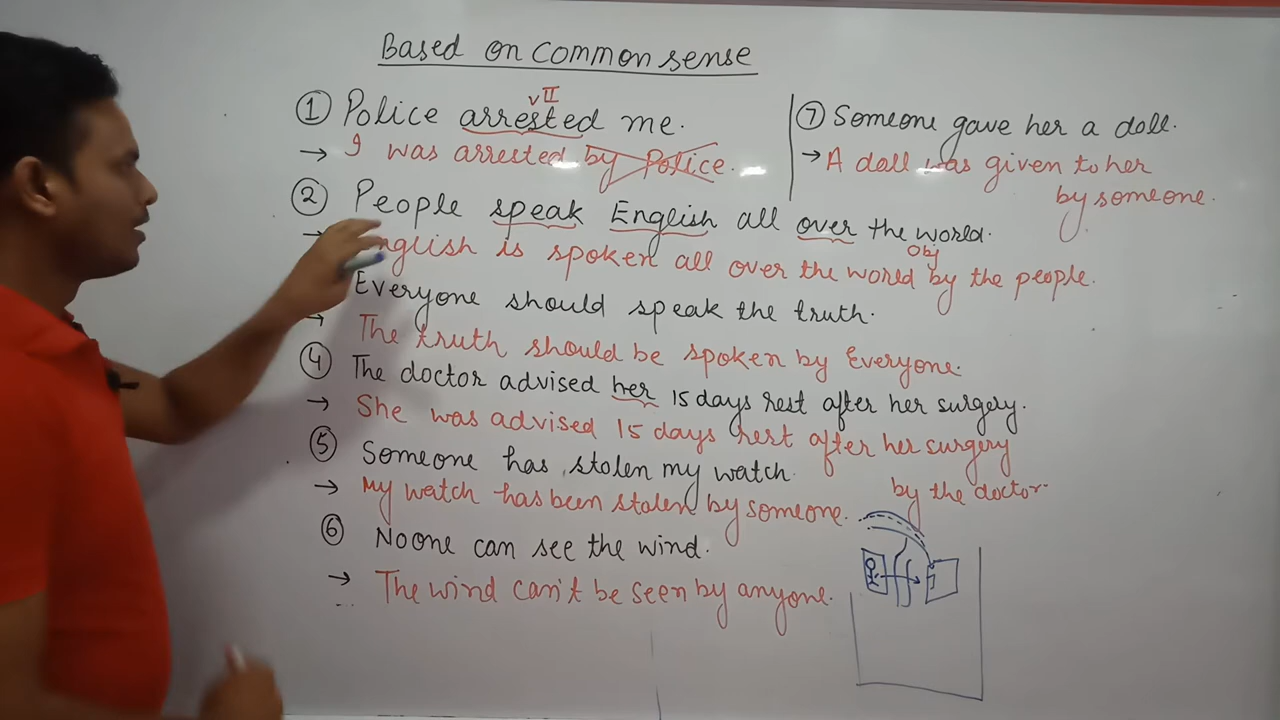 Based on Common sense
① Police arrested me.
v II
→ I was arrested by Police.
② People speak English all over the world.
Obj
→ English is spoken all over the world by the people.
Everyone should speak the truth.
→ The truth should be spoken by Everyone.
④ The doctor advised her 15 days rest after her surgery.
→ She was advised 15 days rest after her surgery
by the doctor.
⑤ Someone has stolen my watch.
→ My watch has been stolen by someone.
⑥ Noone can see the wind.
→ The wind can't be seen by anyone.
⑦ Someone gave her a doll.
→ A doll was given to her
by someone.